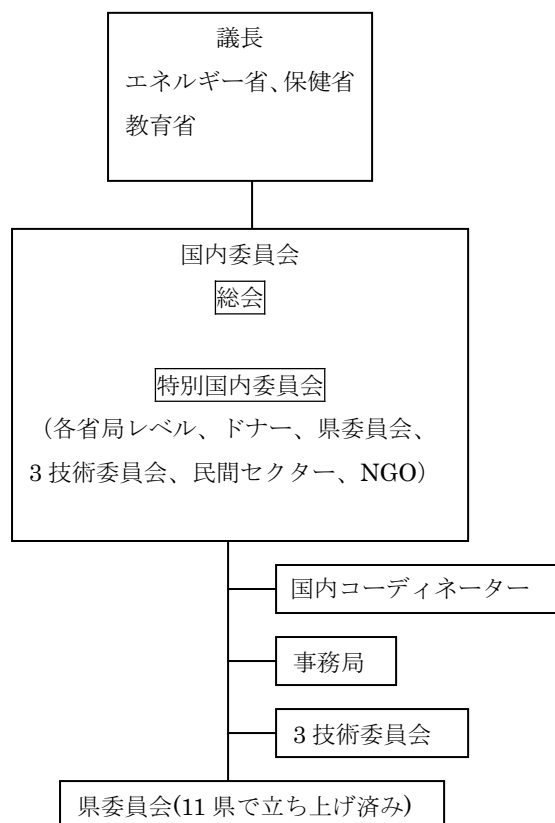 議長
エネルギー省、保健省
教育省
国内委員会
総会
特別国内委員会
(各省局レベル、ドナー、県委員会、
3 技術委員会、民間セクター、NGO)
国内コーディネーター
事務局
3 技術委員会
県委員会(11 県で立ち上げ済み)